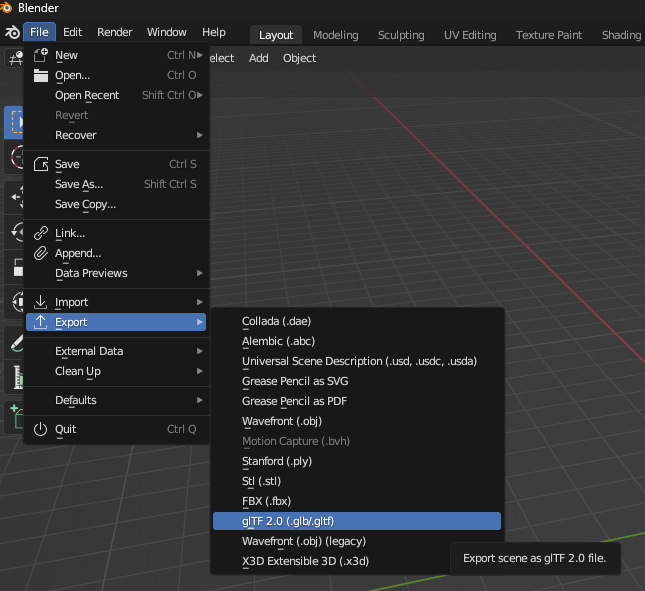 Blender
File Edit Render Window Help Layout Modeling Sculpting UV Editing Texture Paint Shading
New Ctrl N
elect Add Object
Open... Ctrl O
Open Recent Shift Ctrl O
Revert
Recover
Save Ctrl S
Save As... Shift Ctrl S
Save Copy...
Link...
Append...
Data Previews
Import
Export
External Data
Clean Up
Defaults
Quit Ctrl Q
Collada (.dae)
Alembic (.abc)
Universal Scene Description (.usd, .usdc, .usda)
Grease Pencil as SVG
Grease Pencil as PDF
Wavefront (.obj)
Motion Capture (.bvh)
Stanford (.ply)
Stl (.stl)
FBX (.fbx)
glTF 2.0 (.glb/.gltf)
Wavefront (.obj) (legacy)
X3D Extensible 3D (.x3d)
Export scene as glTF 2.0 file.